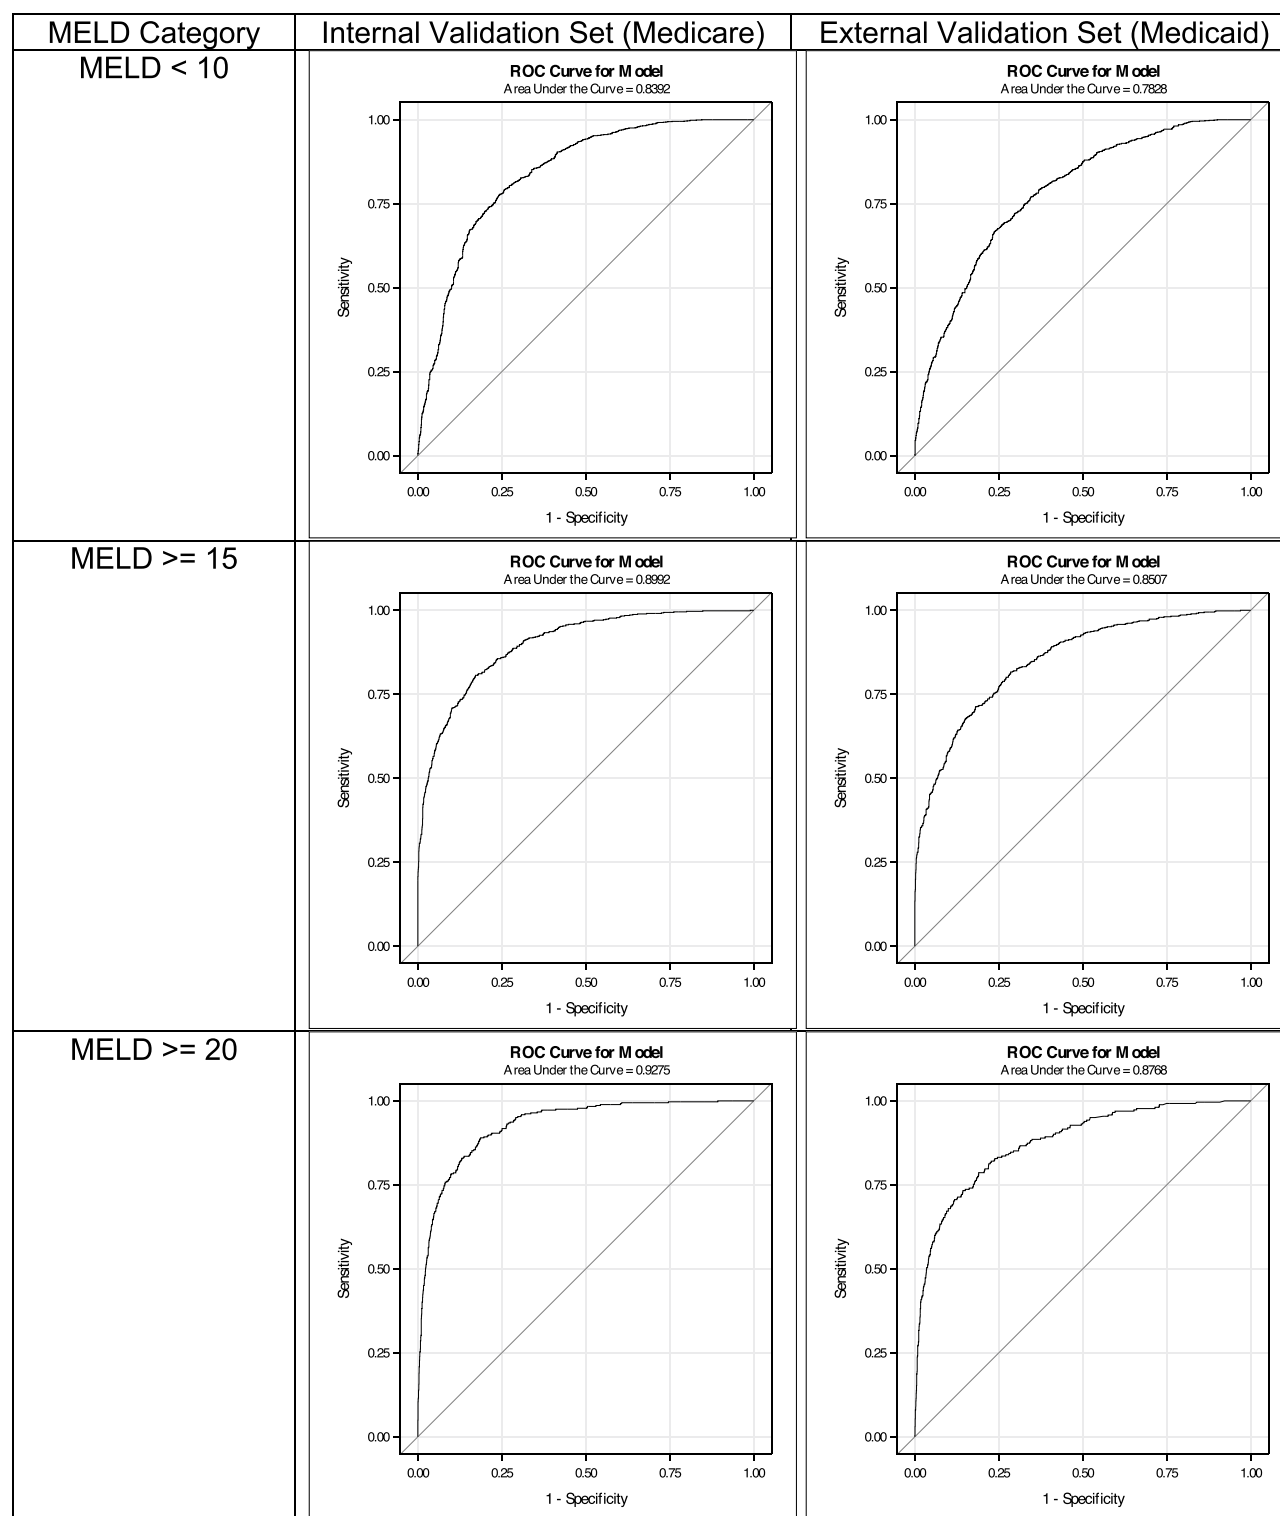 MELD Category
Internal Validation Set (Medicare)
External Validation Set (Medicaid)
MELD < 10
ROC Curve for Model
Area Under the Curve = 0.8392
1.00
0.75
0.50
0.25
0.00
Sensitivity
0.00 0.25 0.50 0.75 1.00
1 - Specificity
ROC Curve for Model
Area Under the Curve = 0.7828
1.00
0.75
0.50
0.25
0.00
Sensitivity
0.00 0.25 0.50 0.75 1.00
1 - Specificity
MELD >= 15
ROC Curve for Model
Area Under the Curve = 0.8992
1.00
0.75
0.50
0.25
0.00
Sensitivity
0.00 0.25 0.50 0.75 1.00
1 - Specificity
ROC Curve for Model
Area Under the Curve = 0.8507
1.00
0.75
0.50
0.25
0.00
Sensitivity
0.00 0.25 0.50 0.75 1.00
1 - Specificity
MELD >= 20
ROC Curve for Model
Area Under the Curve = 0.9275
1.00
0.75
0.50
0.25
0.00
Sensitivity
0.00 0.25 0.50 0.75 1.00
1 - Specificity
ROC Curve for Model
Area Under the Curve = 0.8768
1.00
0.75
0.50
0.25
0.00
Sensitivity
0.00 0.25 0.50 0.75 1.00
1 - Specificity